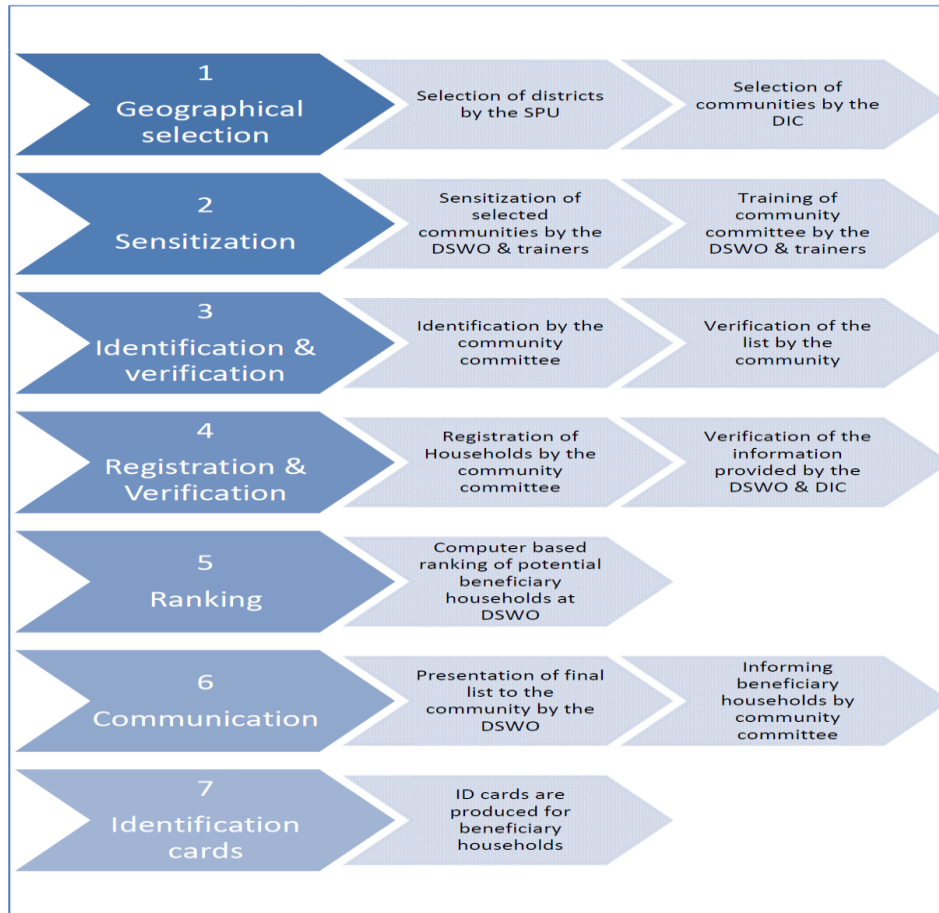 1
Geographical
selection
Selection of districts
by the SPU
Selection of
communities by the
DIC
2
Sensitization
Sensitization of
selected
communities by the
DSWO & trainers
Training of
community
committee by the
DSWO & trainers
3
Identification &
verification
Identification by the
community
committee
Verification of the
list by the
community
4
Registration &
Verification
Registration of
Households by the
community
committee
Verification of the
information
provided by the
DSWO & DIC
5
Ranking
Computer based
ranking of potential
beneficiary
households at
DSWO
6
Communication
Presentation of final
list to the
community by the
DSWO
Informing
beneficiary
households by
community
committee
7
Identification
cards
ID cards are
produced for
beneficiary
households